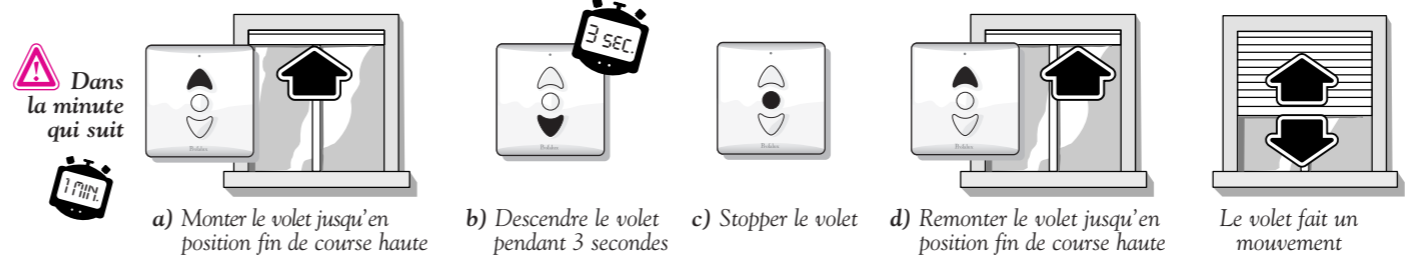 Dans
la minute
qui suit
1 MIN.
3 SEC.
Bubendorff
a) Monter le volet jusqu'en
position fin de course haute
b) Descendre le volet
pendant 3 secondes
c) Stopper le volet
d) Remonter le volet jusqu'en
position fin de course haute
Le volet fait un
mouvement